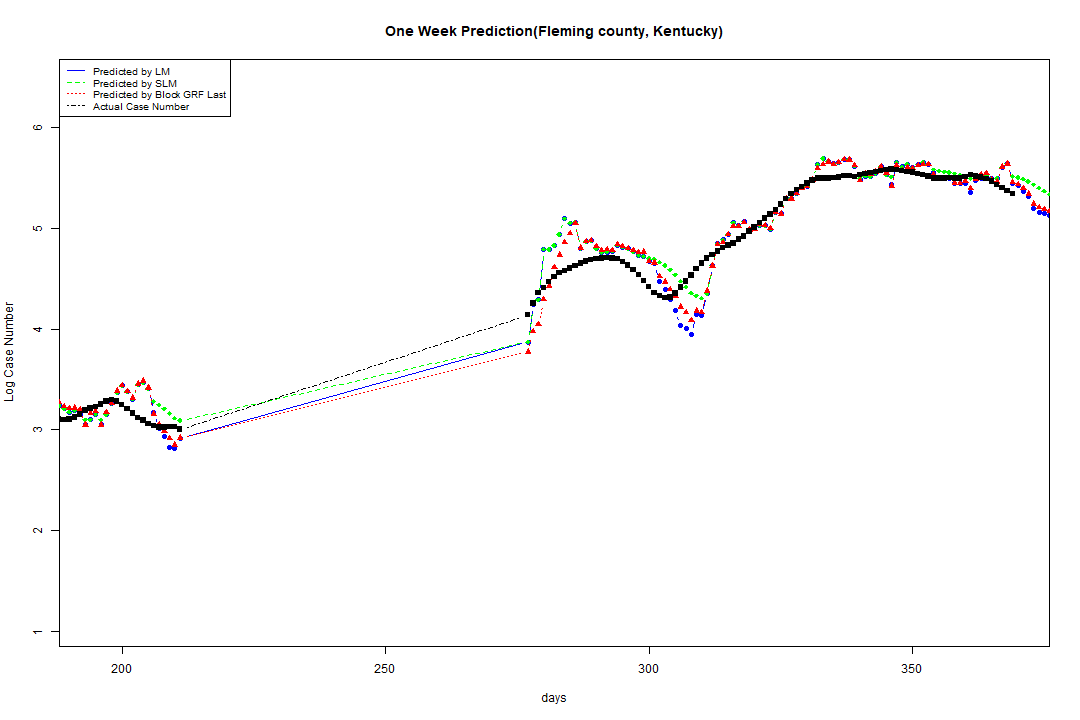 One Week Prediction(Fleming county, Kentucky)
Predicted by LM
Predicted by SLM
Predicted by Block GRF Last
Actual Case Number
Log Case Number
6
5
4
3
2
1
200
250
300
350
days